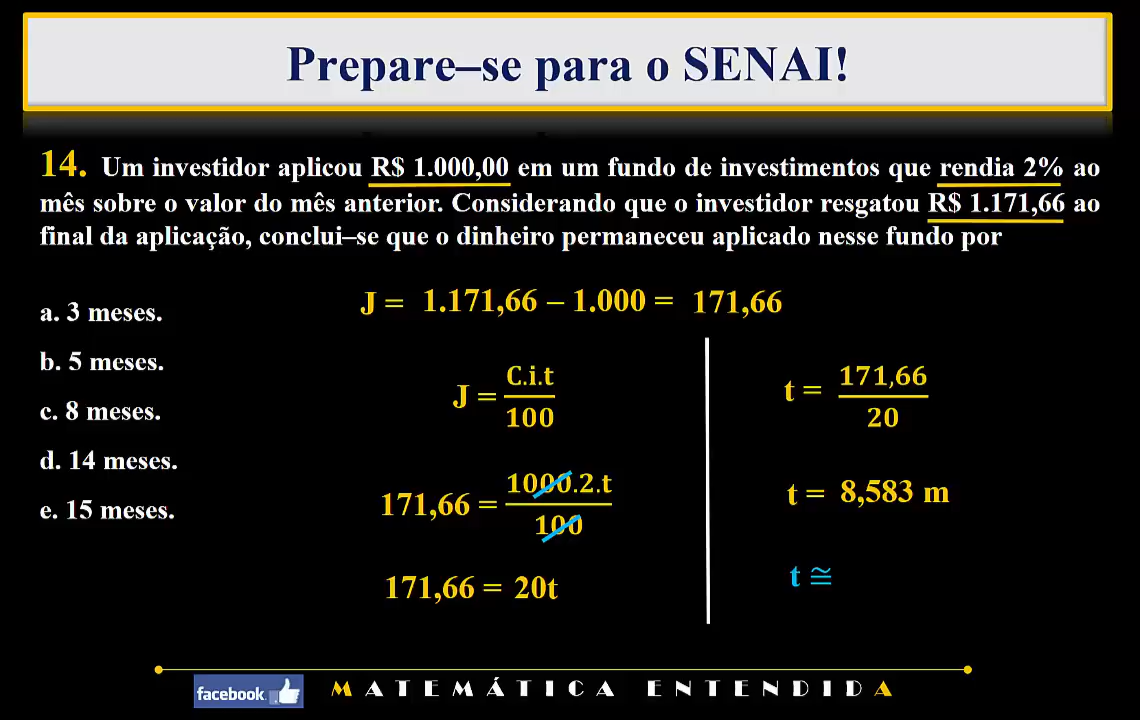 Prepare–se para o SENAI!
14. Um investidor aplicou R$ 1.000,00 em um fundo de investimentos que rendia 2% ao
mês sobre o valor do mês anterior. Considerando que o investidor resgatou R$ 1.171,66 ao
final da aplicação, conclui–se que o dinheiro permaneceu aplicado nesse fundo por
a. 3 meses.
b. 5 meses.
c. 8 meses.
d. 14 meses.
e. 15 meses.
J = 1.171,66 – 1.000 = 171,66
J = C.i.t
100
171,66 = 1000.2.t
100
171,66 = 20t
t = 171,66
20
t = 8,583 m
t ≅
facebook.
MATEMÁTICA ENTENDIDA